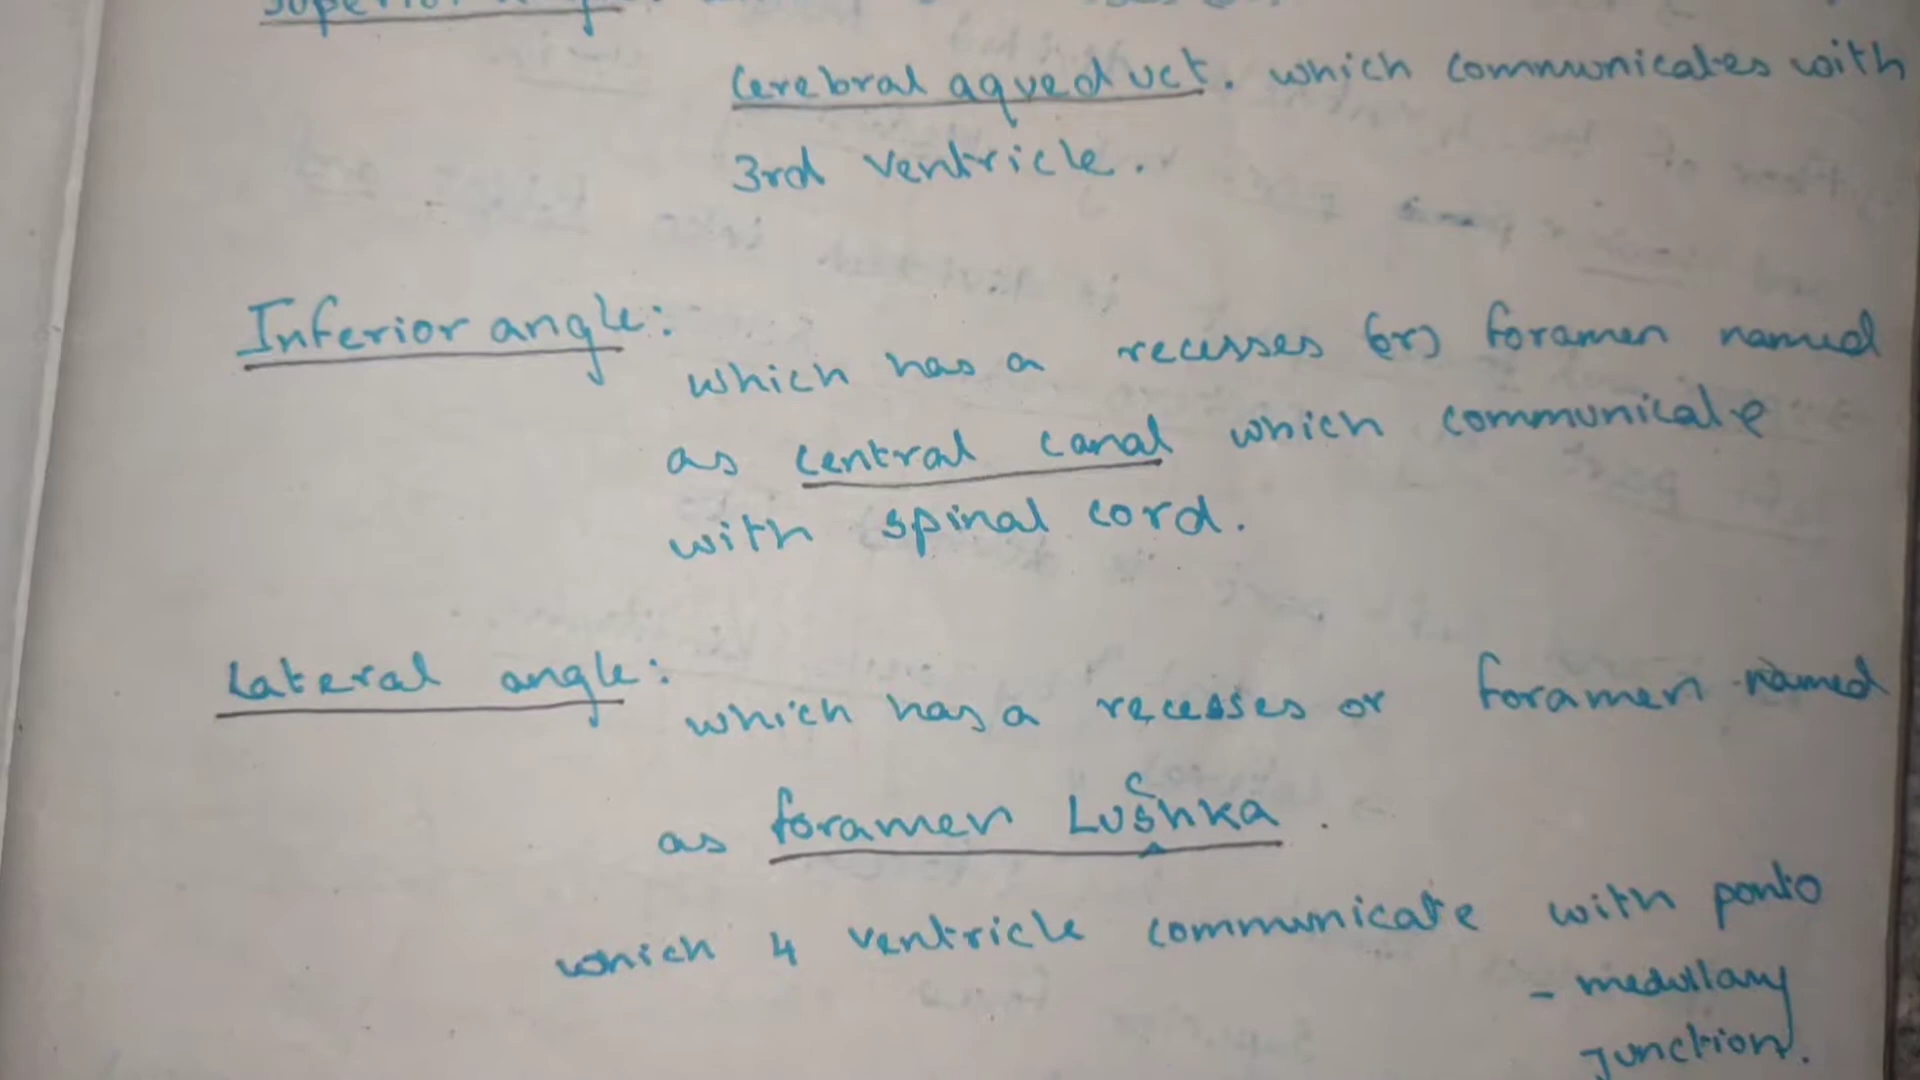 Superior
Cerebral aqueduct. which communicates with
3rd ventricle.
Inferior angle:
which has a recesses (or) foramen named
as central canal which communicate
with spinal cord.
Lateral angle:
which has a recesses or foramen named
as foramen Luschka.
which 4 ventricle communicate with ponto
- medullary
junction.